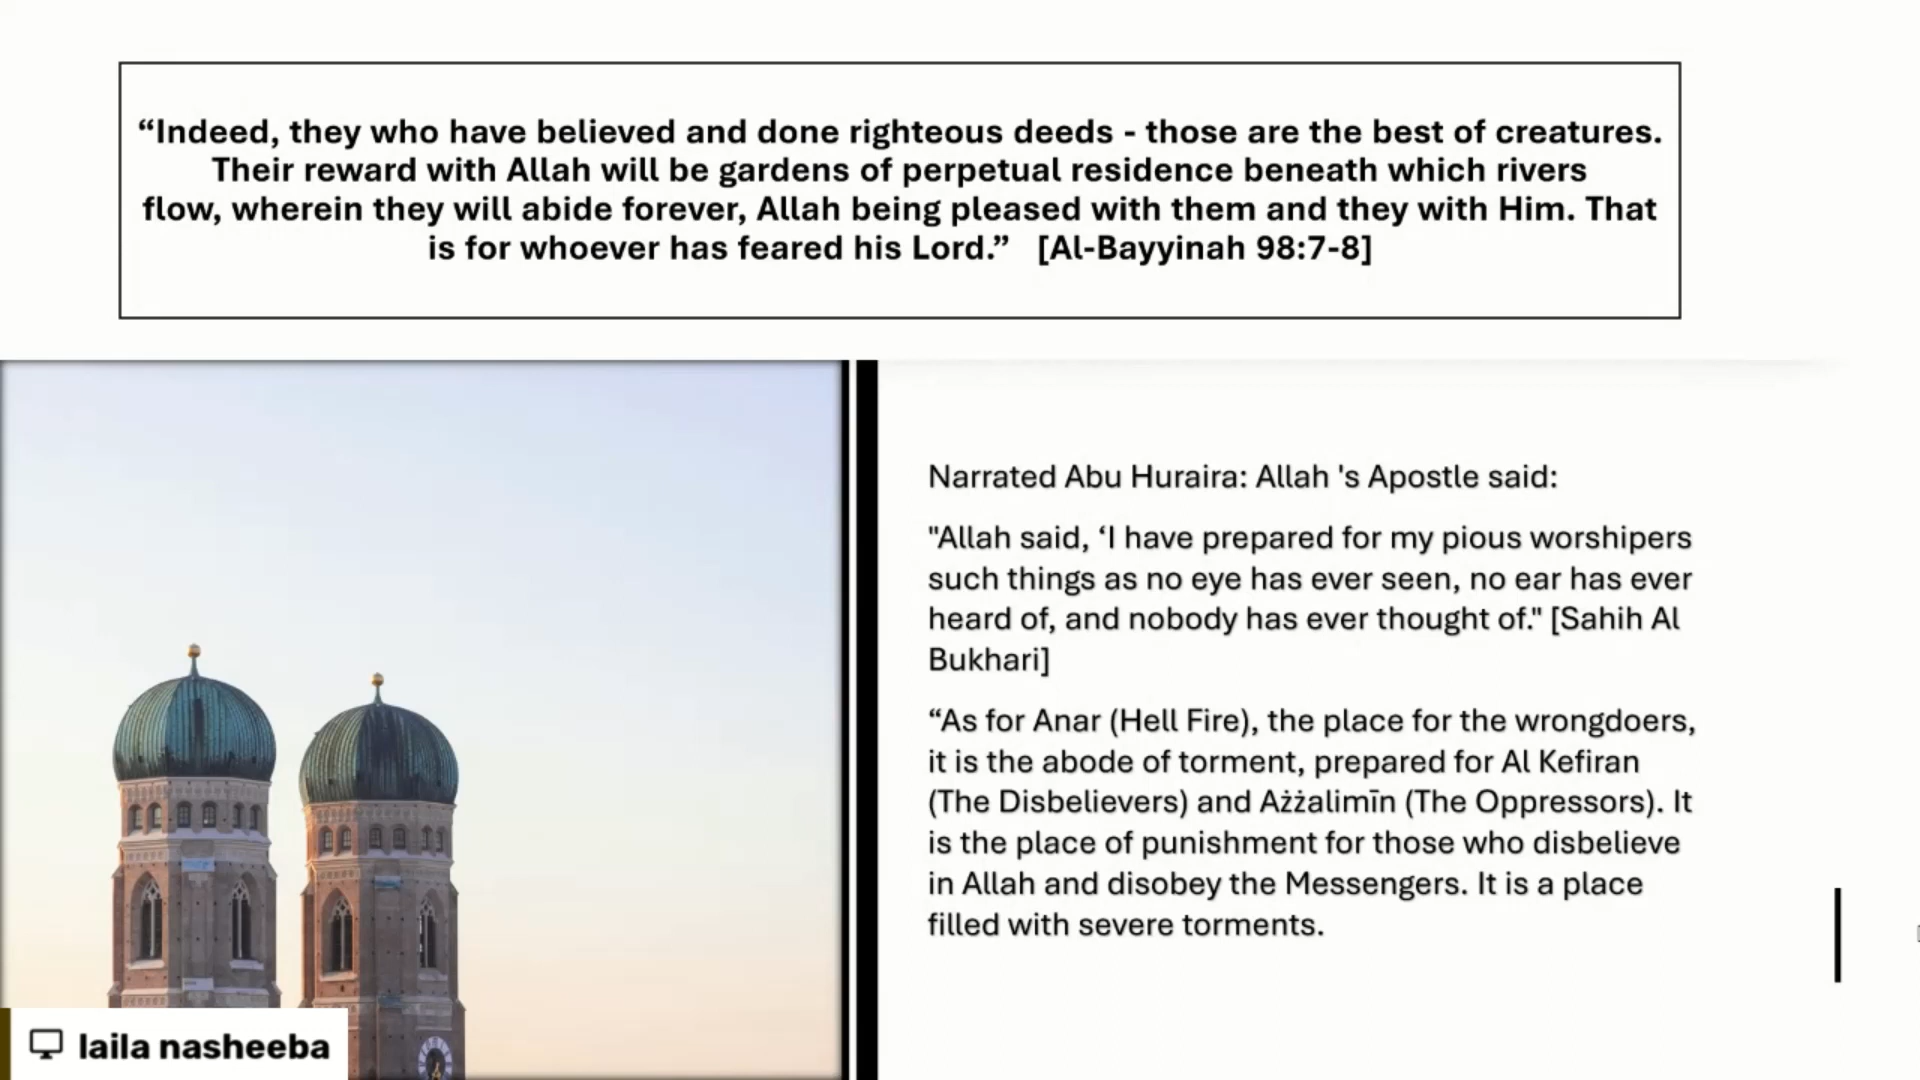 “Indeed, they who have believed and done righteous deeds - those are the best of creatures.
Their reward with Allah will be gardens of perpetual residence beneath which rivers
flow, wherein they will abide forever, Allah being pleased with them and they with Him. That
is for whoever has feared his Lord.” [Al-Bayyinah 98:7-8]
Narrated Abu Huraira: Allah 's Apostle said:
"Allah said, ‘I have prepared for my pious worshipers
such things as no eye has ever seen, no ear has ever
heard of, and nobody has ever thought of." [Sahih Al
Bukhari]
“As for Anar (Hell Fire), the place for the wrongdoers,
it is the abode of torment, prepared for Al Kefiran
(The Disbelievers) and Ażżalimīn (The Oppressors). It
is the place of punishment for those who disbelieve
in Allah and disobey the Messengers. It is a place
filled with severe torments.
laila nasheeba